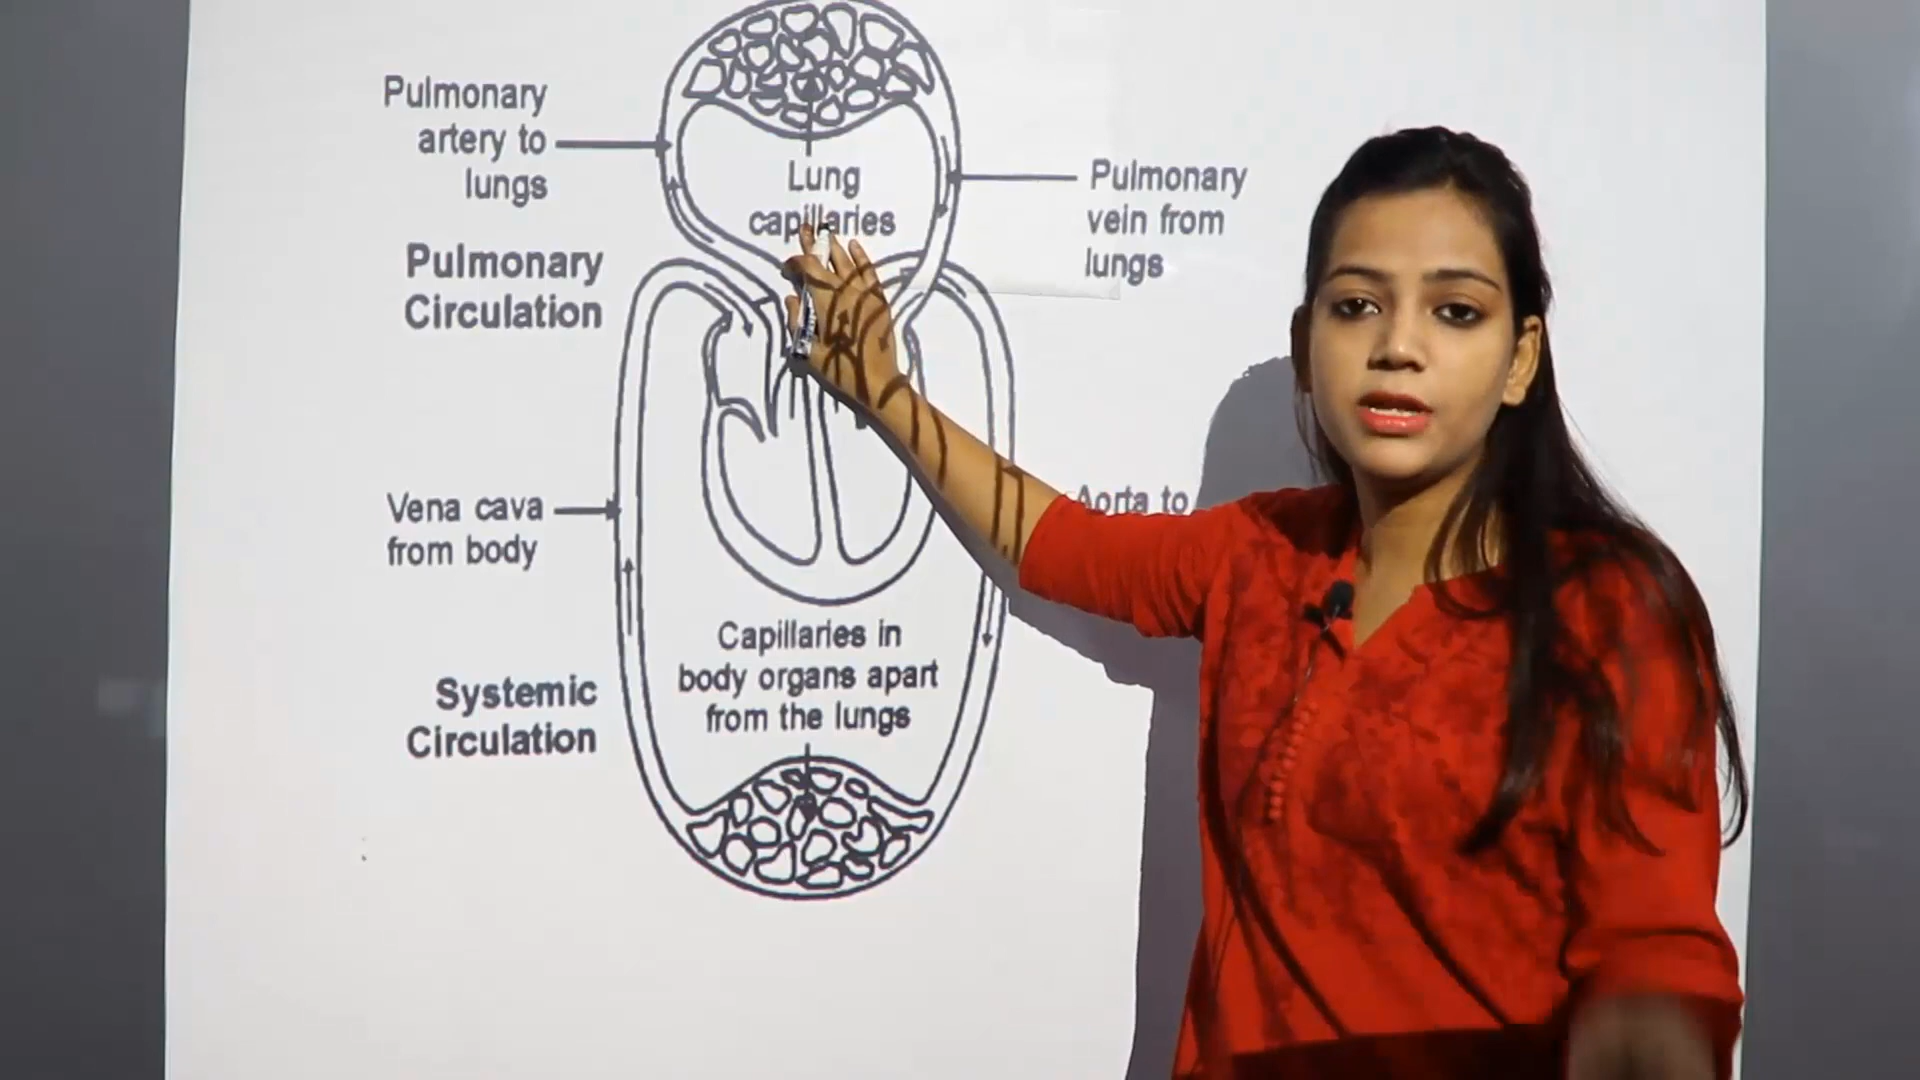 Pulmonary
artery to
lungs
Lung
capillaries
Pulmonary
vein from
lungs
Pulmonary
Circulation
Vena cava
from body
Aorta to
Systemic
Circulation
Capillaries in
body organs apart
from the lungs